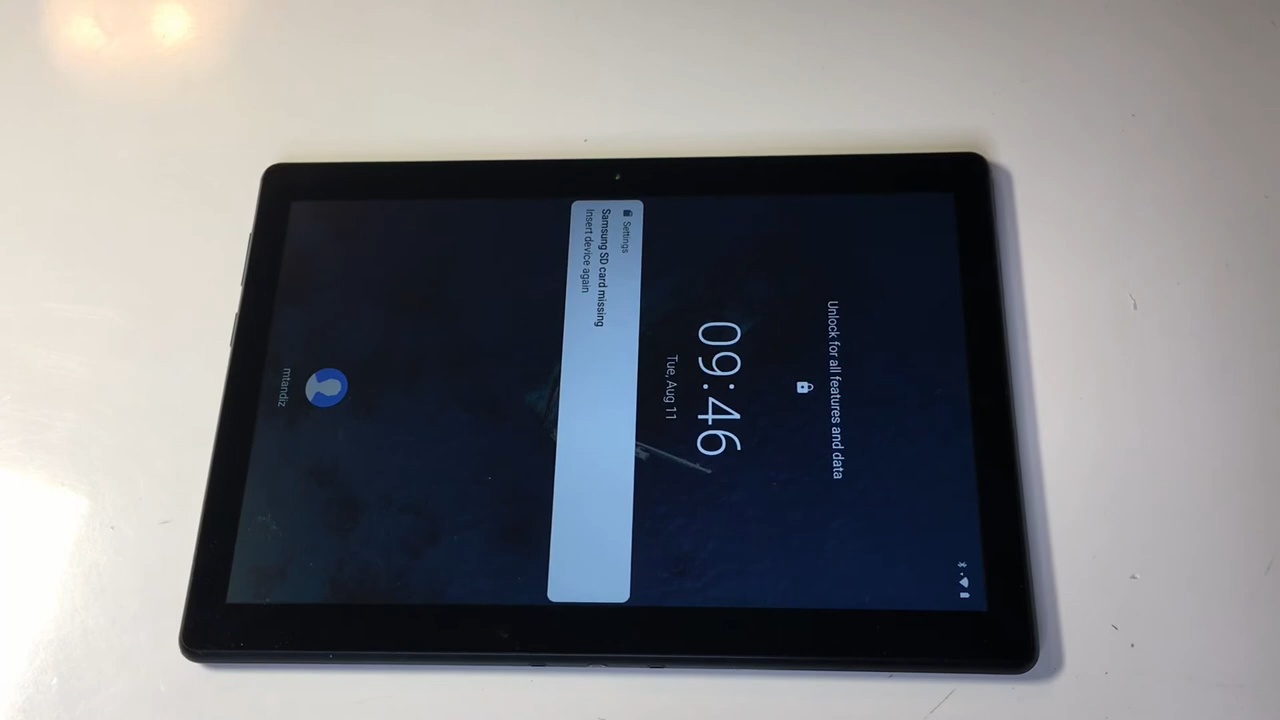 Unlock for all features and data
09:46
Tue, Aug 11
Settings
Samsung SD card missing
Insert device again
mtandiz